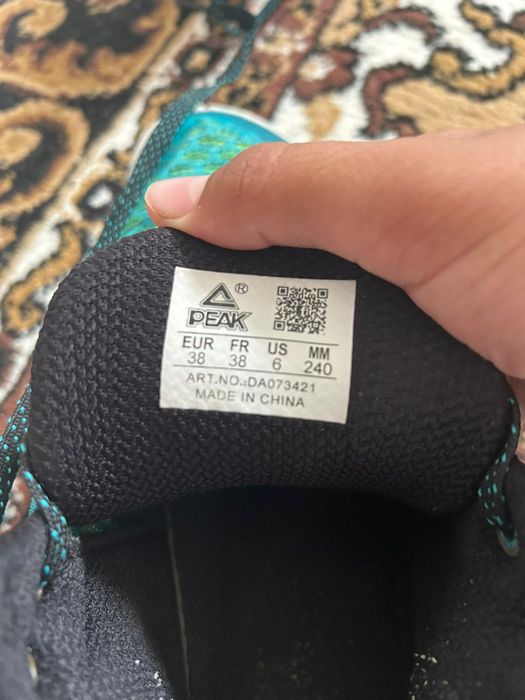 ®
PEAK
EUR FR US MM
38 38 6 240
ART.NO.:DA073421
MADE IN CHINA